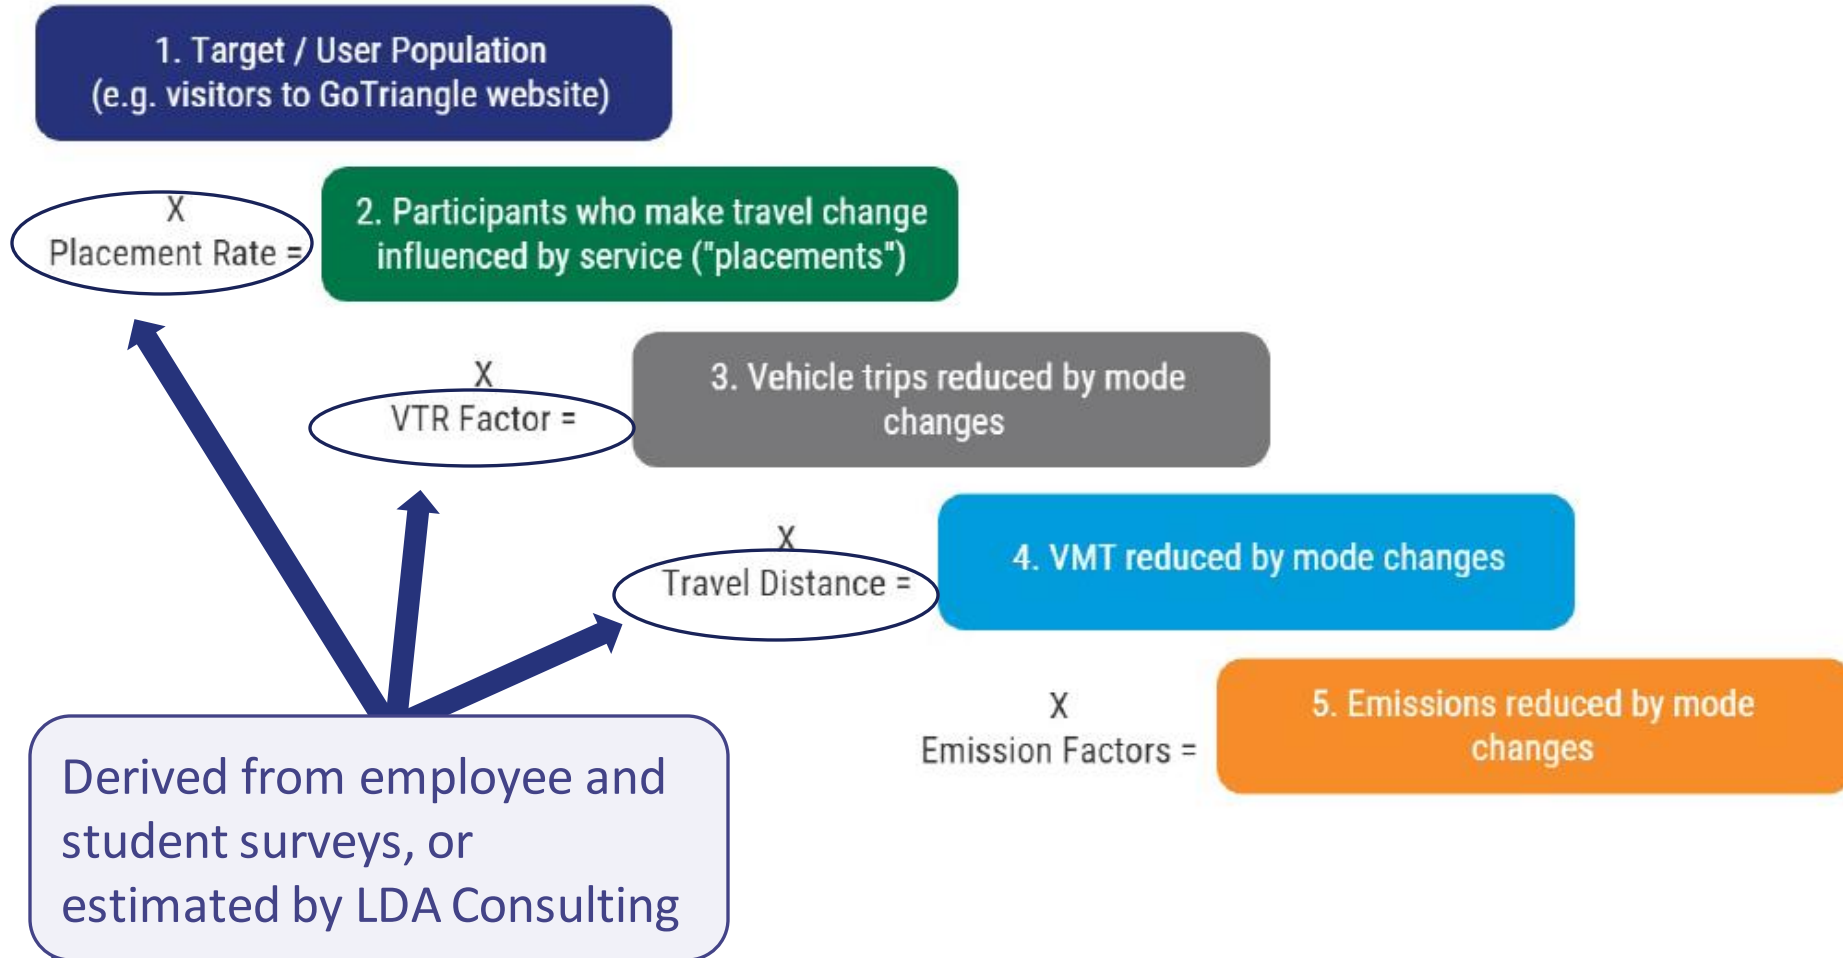 1. Target / User Population
(e.g. visitors to GoTriangle website)
X
Placement Rate =
2. Participants who make travel change
influenced by service ("placements")
X
VTR Factor =
3. Vehicle trips reduced by mode
changes
X
Travel Distance =
4. VMT reduced by mode changes
X
Emission Factors =
5. Emissions reduced by mode
changes
Derived from employee and
student surveys, or
estimated by LDA Consulting